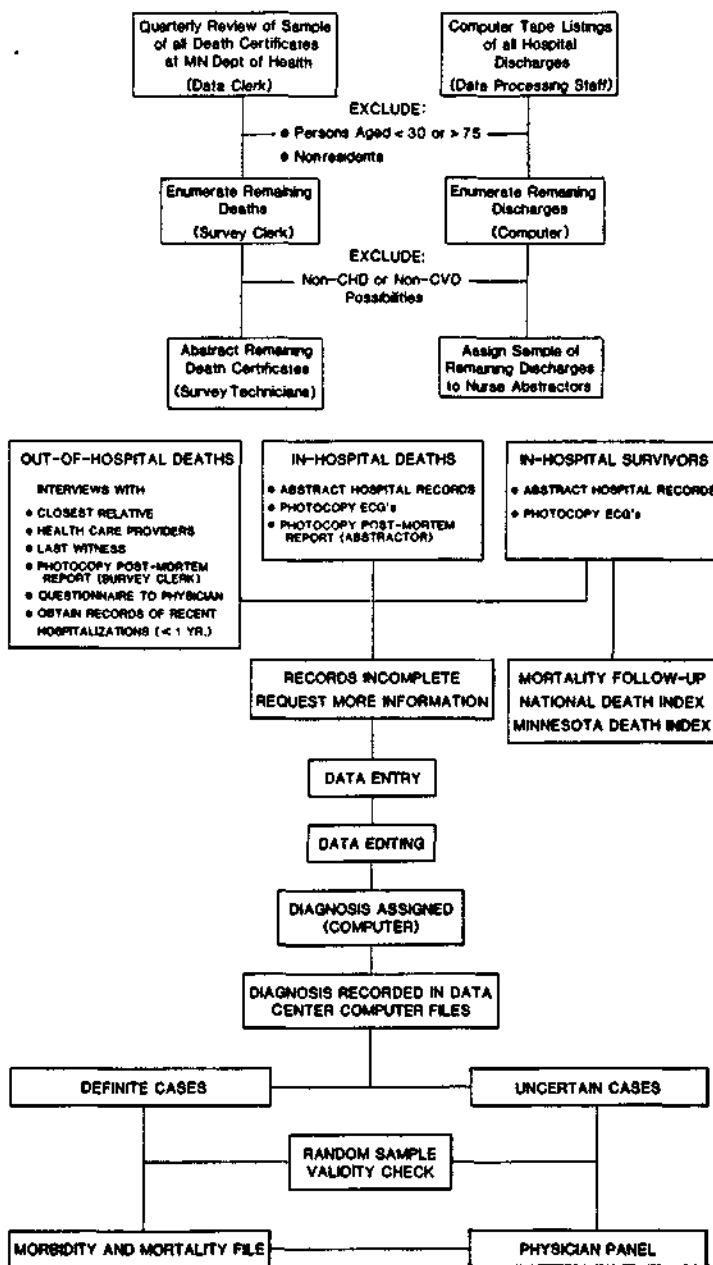 Quarterly Review of Sample
of all Death Certificates
at MN Dept of Health
(Data Clerk)
Computer Tape Listings
of all Hospital
Discharges
(Data Processing Staff)
EXCLUDE:
• Persons Aged < 30 or > 75
• Nonresidents
Enumerate Remaining
Deaths
(Survey Clerk)
Enumerate Remaining
Discharges
(Computer)
EXCLUDE:
Non-CHD or Non-CVD
Possibilities
Abstract Remaining
Death Certificates
(Survey Technicians)
Assign Sample of
Remaining Discharges
to Nurse Abstractors
OUT-OF-HOSPITAL DEATHS
INTERVIEWS WITH
• CLOSEST RELATIVE
• HEALTH CARE PROVIDERS
• LAST WITNESS
• PHOTOCOPY POST-MORTEM
REPORT (SURVEY CLERK)
• QUESTIONNAIRE TO PHYSICIAN
• OBTAIN RECORDS OF RECENT
HOSPITALIZATIONS (< 1 YR.)
IN-HOSPITAL DEATHS
• ABSTRACT HOSPITAL RECORDS
• PHOTOCOPY ECG's
• PHOTOCOPY POST-MORTEM
REPORT (ABSTRACTOR)
IN-HOSPITAL SURVIVORS
• ABSTRACT HOSPITAL RECORDS
• PHOTOCOPY ECG's
RECORDS INCOMPLETE
REQUEST MORE INFORMATION
MORTALITY FOLLOW-UP
NATIONAL DEATH INDEX
MINNESOTA DEATH INDEX
DATA ENTRY
DATA EDITING
DIAGNOSIS ASSIGNED
(COMPUTER)
DIAGNOSIS RECORDED IN DATA
CENTER COMPUTER FILES
DEFINITE CASES
UNCERTAIN CASES
RANDOM SAMPLE
VALIDITY CHECK
MORBIDITY AND MORTALITY FILE
PHYSICIAN PANEL